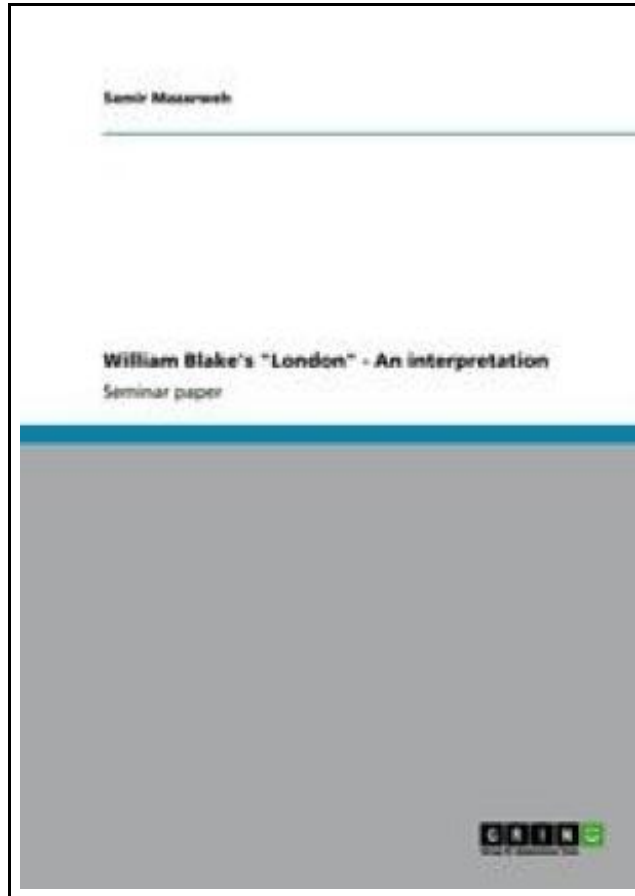 Samir Mazarweh
William Blake's "London" - An interpretation
Seminar paper
GRIN